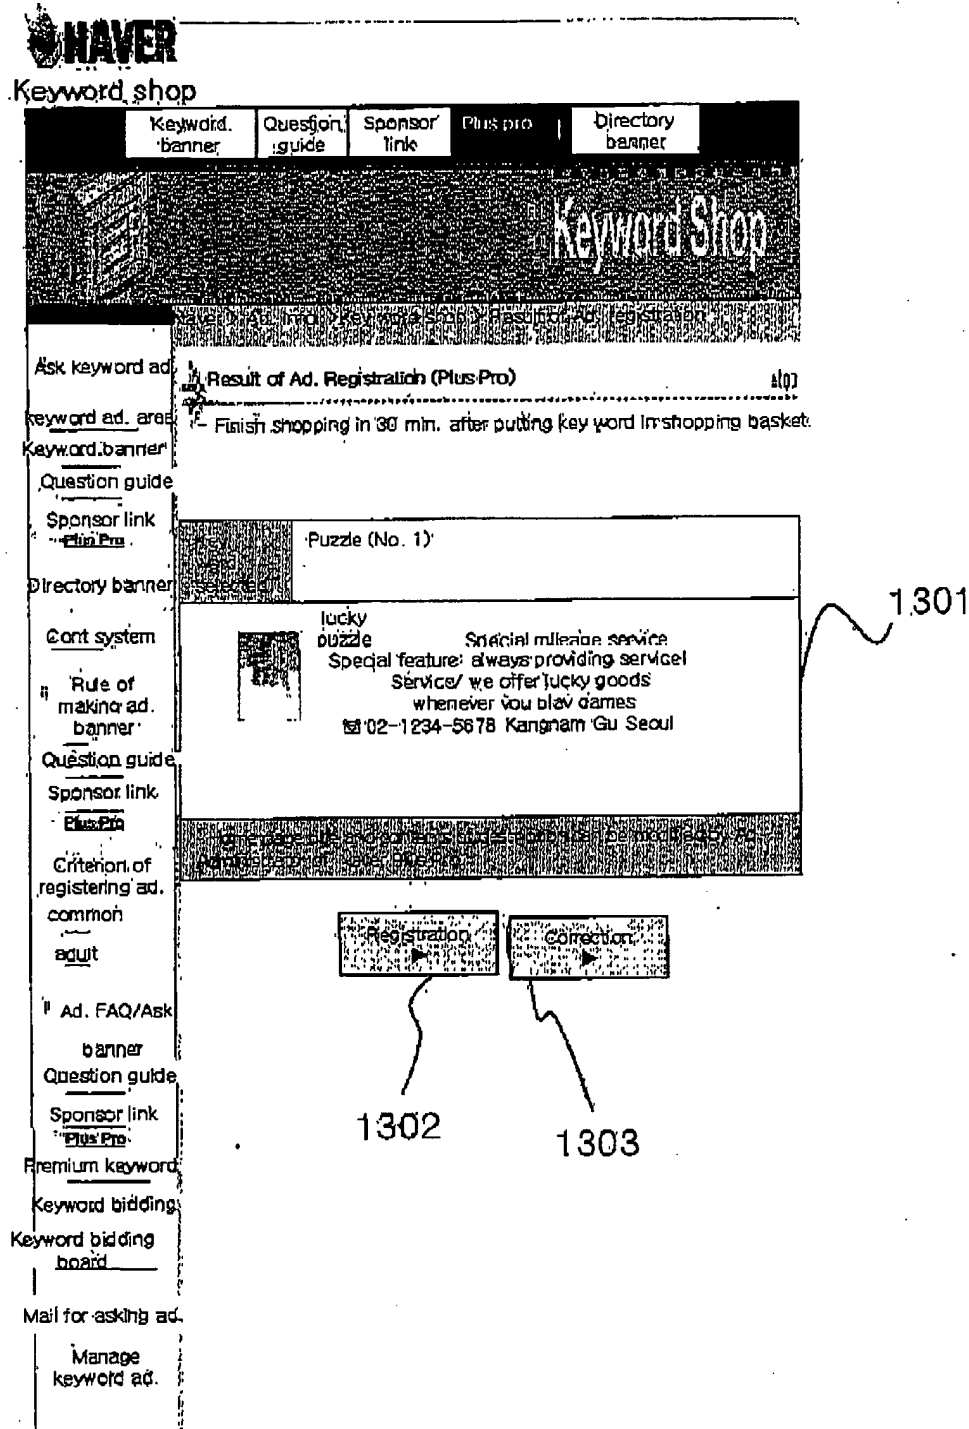 NAVER
Keyword shop
Keyword banner
Question guide
Sponsor link
Plus pro
Directory banner
Keyword Shop
Ask keyword ad
keyword ad. area
Keyword banner
Question guide
Sponsor link
Plus Pro
Directory banner
Cont system
Rule of
making ad.
banner
Question guide
Sponsor link
Plus Pro
Criterion of
registering ad.
common
adult
Ad. FAQ/Ask
banner
Question guide
Sponsor link
Plus Pro
Premium keyword
Keyword bidding
Keyword bidding
board
Mail for asking ad.
Manage
keyword ad.
Result of Ad. Registration (Plus Pro)
- Finish shopping in 30 min. after putting key word in shopping basket.
Key
word
selected
Puzzle (No. 1)
lucky
puzzle
Special mileage service
Special feature: always providing service!
Service/ we offer lucky goods
whenever you play games
☎ 02-1234-5678 Kangnam Gu Seoul
Registration
Correction
1301
1302
1303